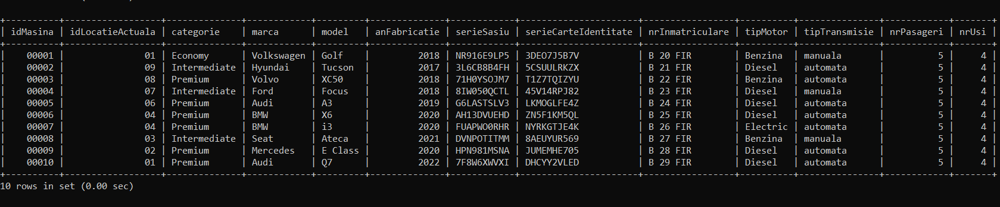 +----------+------------------+--------------+------------+---------+--------------+-------------+----------------------+----------------+-----------+----------------+-------------+-------+
| idMasina | idLocatieActuala | categorie    | marca      | model   | anFabricatie | serieSasiu  | serieCarteIdentitate | nrInmatriculare | tipMotor | tipTransmisie | nrPasageri | nrUsi |
+----------+------------------+--------------+------------+---------+--------------+-------------+----------------------+----------------+-----------+----------------+-------------+-------+
| 00001 | 01 | Economy | Volkswagen | Golf | 2018 | NR916E9LP5 | 3DEO7J5B7V | B 20 FIR | Benzina | manuala | 5 | 4 |
| 00002 | 09 | Intermediate | Hyundai | Tucson | 2017 | 3L6CB8B4FH | 5CSUULRKZX | B 21 FIR | Diesel | automata | 5 | 4 |
| 00003 | 08 | Premium | Volvo | XC50 | 2018 | 71H0YSOJM7 | T1Z7TQIZYU | B 22 FIR | Benzina | automata | 5 | 4 |
| 00004 | 07 | Intermediate | Ford | Focus | 2018 | 8IW050QCTL | 45V14RPJ82 | B 23 FIR | Diesel | manuala | 5 | 4 |
| 00005 | 06 | Premium | Audi | A3 | 2019 | G6LASTSLV3 | LKMOGLFE4Z | B 24 FIR | Diesel | automata | 5 | 4 |
| 00006 | 04 | Premium | BMW | X6 | 2020 | AH13DVUEHD | ZN5F1KM5QL | B 25 FIR | Diesel | automata | 5 | 4 |
| 00007 | 04 | Premium | BMW | i3 | 2020 | FUAPWO0RHR | NYRKGTJE4K | B 26 FIR | Electric | automata | 5 | 4 |
| 00008 | 03 | Intermediate | Seat | Ateca | 2021 | DVNPOTITMM | 8AEUYUR569 | B 27 FIR | Benzina | manuala | 5 | 4 |
| 00009 | 02 | Premium | Mercedes | E Class | 2020 | HPN981MSNA | JUMEMHE705 | B 28 FIR | Diesel | automata | 5 | 4 |
| 00010 | 01 | Premium | Audi | Q7 | 2022 | 7F8W6XWVXI | DHCYY2VLED | B 29 FIR | Diesel | automata | 5 | 4 |
+----------+------------------+--------------+------------+---------+--------------+-------------+----------------------+----------------+-----------+----------------+-------------+-------+
10 rows in set (0.00 sec)